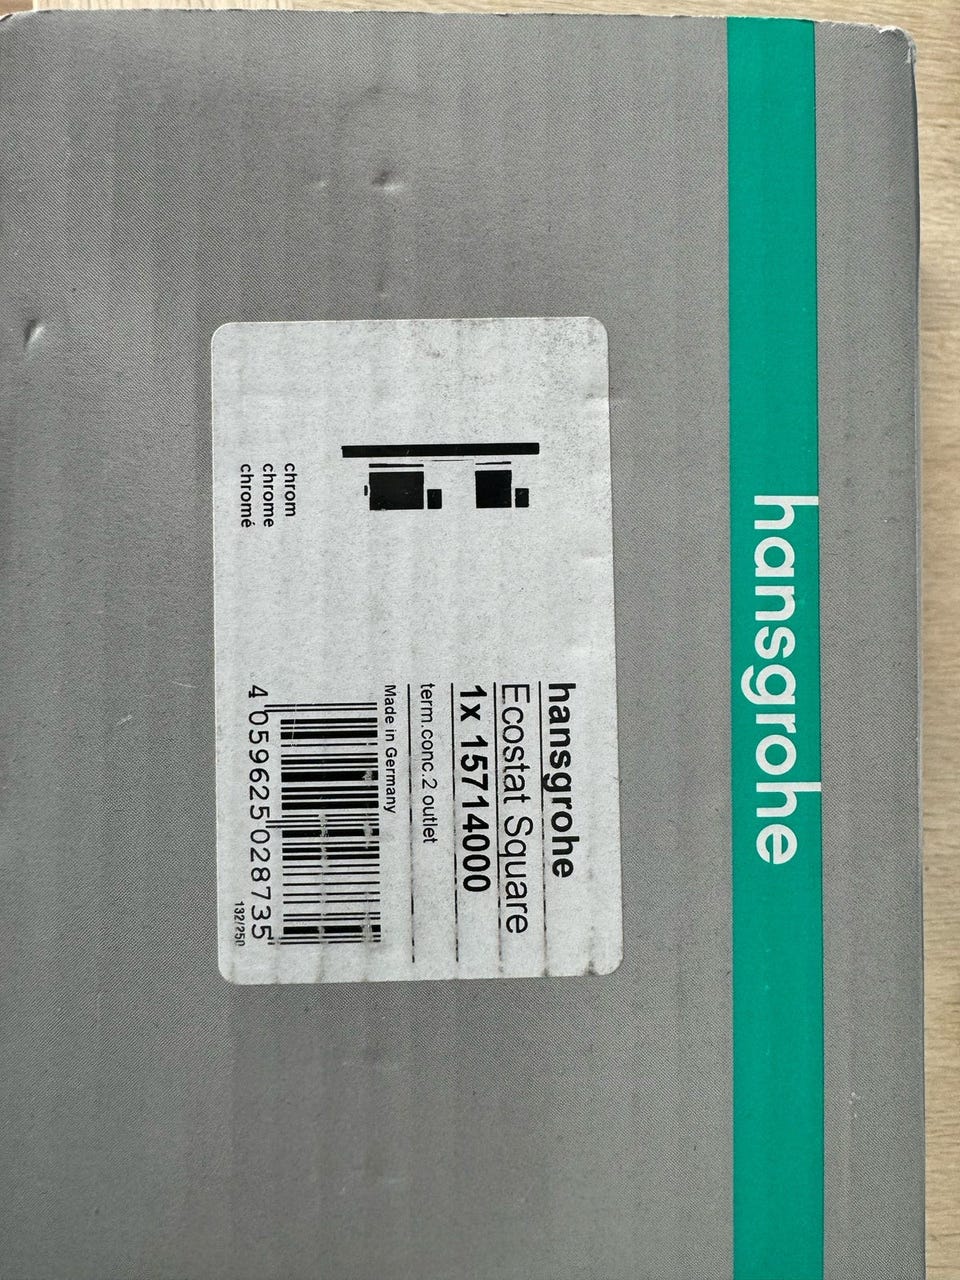 hansgrohe
hansgrohe
Ecostat Square
1x 15714000
term.conc.2 outlet
Made in Germany
chrom
chrome
chromé
4 059625 028735
132/250